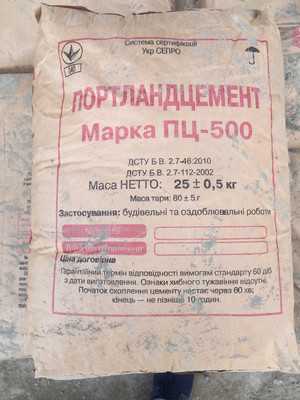 Система сертифікації
Укр СЕПРО
ПОРТЛАНДЦЕМЕНТ
Марка ПЦ-500
ДСТУ Б.В. 2.7-46:2010
ДСТУ Б.В. 2.7-112-2002
Маса НЕТТО: 25 ± 0,5 кг
Маса тари: 80 ± 5 г
Застосування: будівельні та оздоблювальні роботи
Ціна договірна
Гарантійний термін відповідності вимогам стандарту 60 діб
з дати виготовлення. Ознаки хибного тужавіння відсутні.
Початок схоплення цементу настає через 60 хв;
кінець — не пізніше 10 годин.